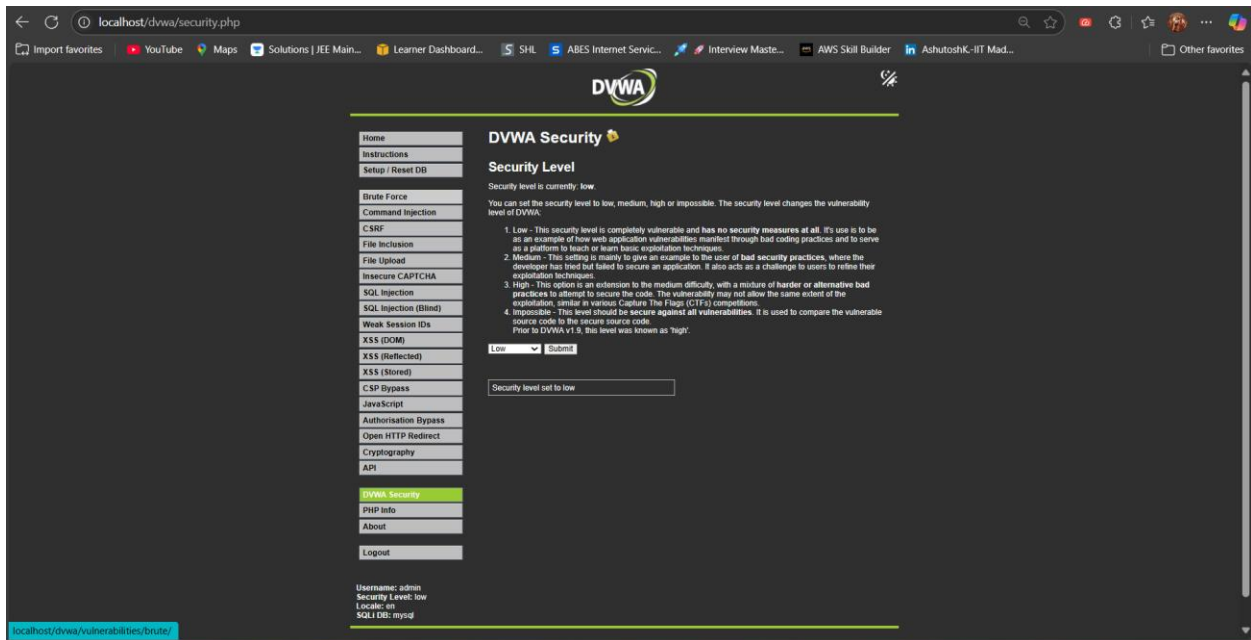 localhost/dvwa/security.php
Import favorites YouTube Maps Solutions | JEE Main... Learner Dashboard... SHL ABES Internet Servic... Interview Maste... AWS Skill Builder AshutoshK.-IIT Mad... Other favorites
DVWA
Home
Instructions
Setup / Reset DB
Brute Force
Command Injection
CSRF
File Inclusion
File Upload
Insecure CAPTCHA
SQL Injection
SQL Injection (Blind)
Weak Session IDs
XSS (DOM)
XSS (Reflected)
XSS (Stored)
CSP Bypass
JavaScript
Authorisation Bypass
Open HTTP Redirect
Cryptography
API
DVWA Security
PHP Info
About
Logout
DVWA Security
Security Level
Security level is currently: low.
You can set the security level to low, medium, high or impossible. The security level changes the vulnerability
level of DVWA:
1. Low - This security level is completely vulnerable and has no security measures at all. It's use is to be
as an example of how web application vulnerabilities manifest through bad coding practices and to serve
as a platform to teach or learn basic exploitation techniques.
2. Medium - This setting is mainly to give an example to the user of bad security practices, where the
developer has tried but failed to secure an application. It also acts as a challenge to users to refine their
exploitation techniques.
3. High - This option is an extension to the medium difficulty, with a mixture of harder or alternative bad
practices to attempt to secure the code. The vulnerability may not allow the same extent of the
exploitation, similar in various Capture The Flags (CTFs) competitions.
4. Impossible - This level should be secure against all vulnerabilities. It is used to compare the vulnerable
source code to the secure source code.
Prior to DVWA v1.9, this level was known as 'high'.
Low Submit
Security level set to low
Username: admin
Security Level: low
Locale: en
SQLi DB: mysql
localhost/dvwa/vulnerabilities/brute/